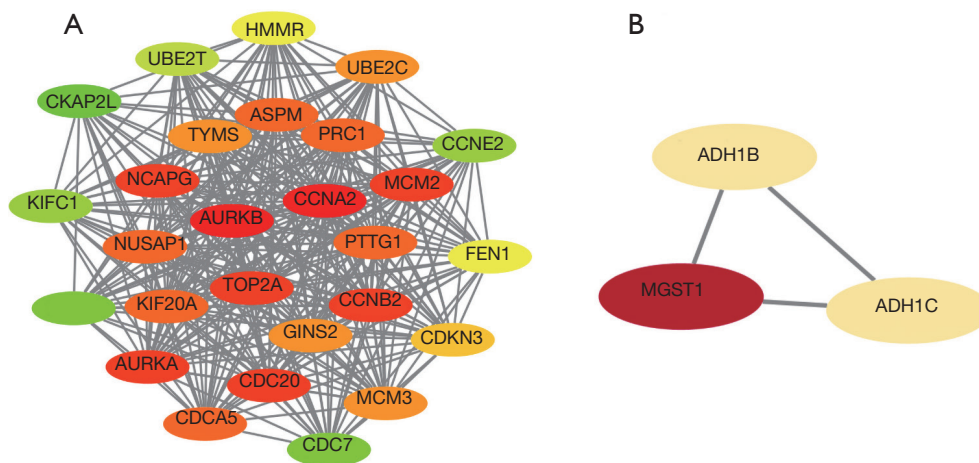 A
B
HMMR
UBE2T
UBE2C
CKAP2L
ASPM
TYMS
PRC1
CCNE2
NCAPG
MCM2
CCNA2
KIFC1
AURKB
NUSAP1
PTTG1
FEN1
TOP2A
KIF20A
CCNB2
GINS2
CDKN3
AURKA
CDC20
MCM3
CDCA5
CDC7
ADH1B
MGST1
ADH1C